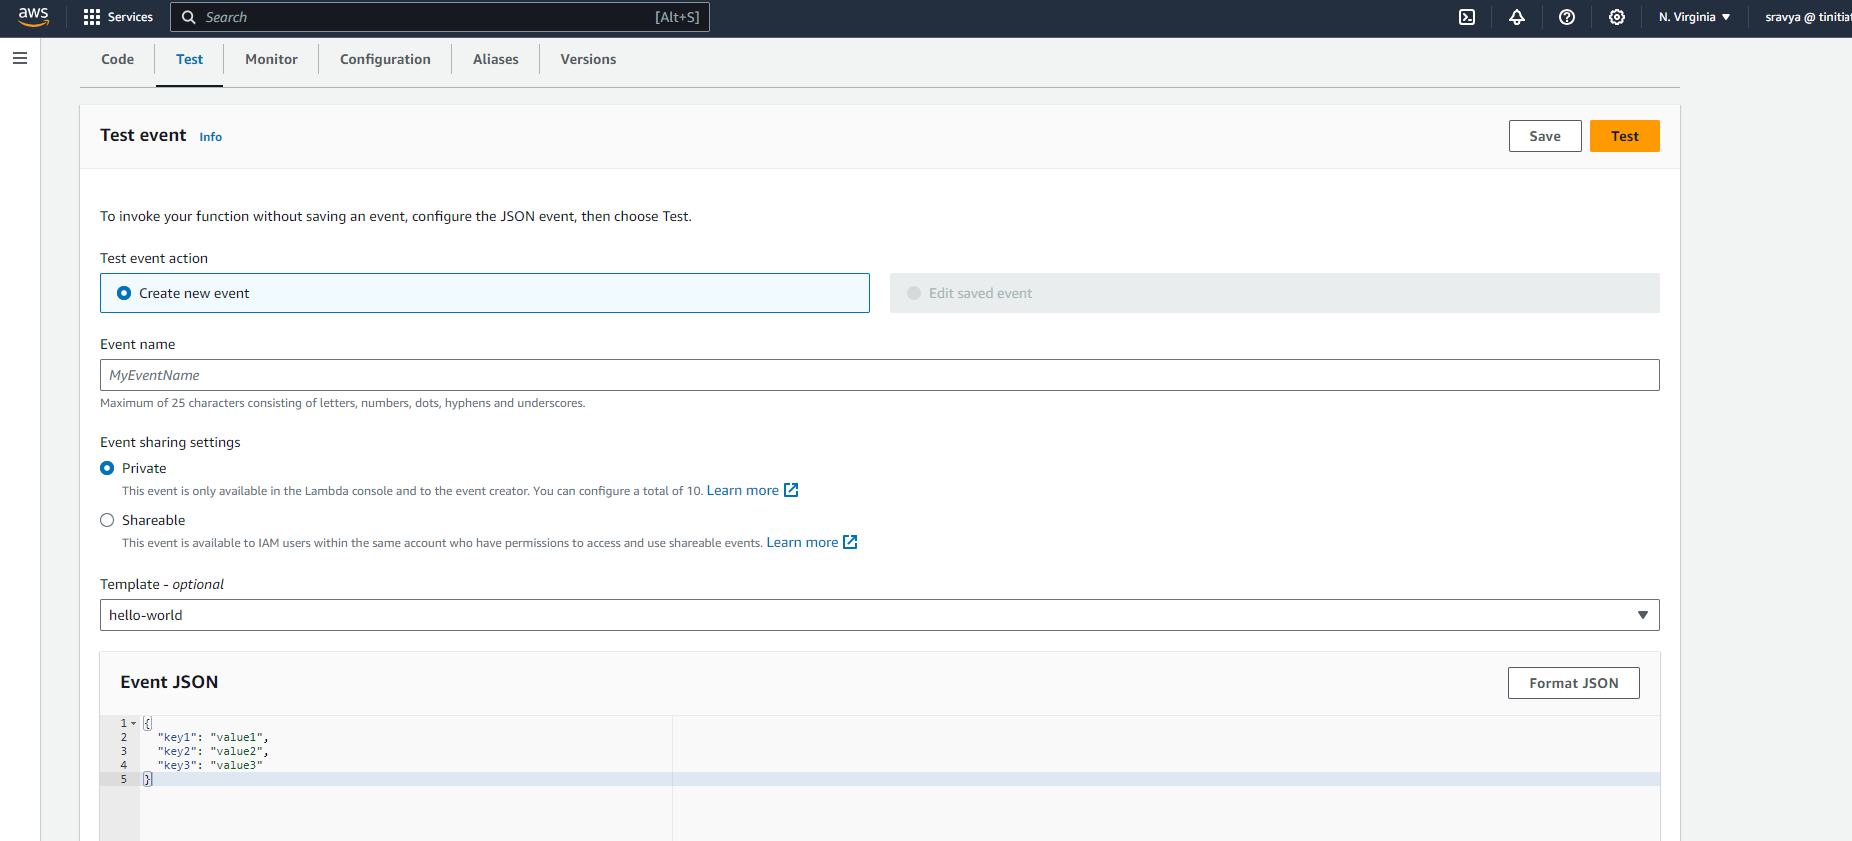 aws Services Search [Alt+S] N. Virginia sravya @ tinitiat
Code Test Monitor Configuration Aliases Versions
Test event Info Save Test
To invoke your function without saving an event, configure the JSON event, then choose Test.
Test event action
Create new event Edit saved event
Event name
MyEventName
Maximum of 25 characters consisting of letters, numbers, dots, hyphens and underscores.
Event sharing settings
Private
This event is only available in the Lambda console and to the event creator. You can configure a total of 10. Learn more
Shareable
This event is available to IAM users within the same account who have permissions to access and use shareable events. Learn more
Template - optional
hello-world
Event JSON Format JSON
1 {
2 "key1": "value1",
3 "key2": "value2",
4 "key3": "value3"
5 }